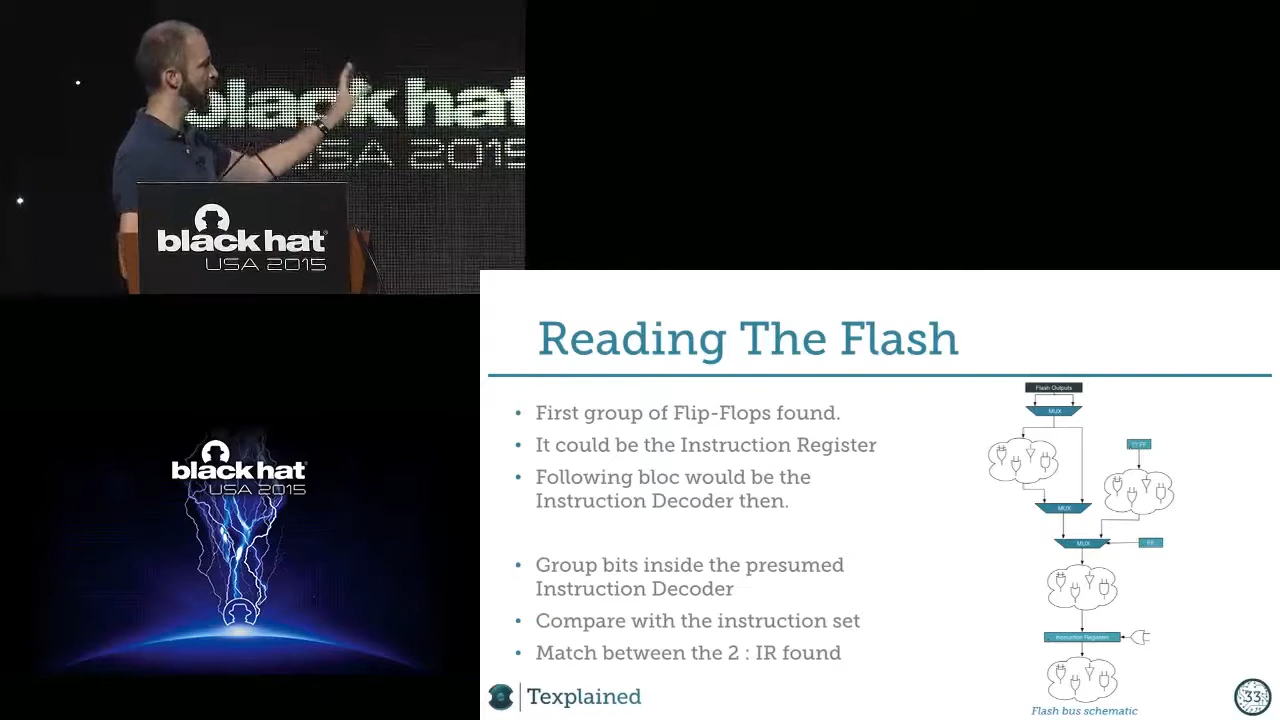 black hat
USA 2015
black hat
USA 2015
black hat
USA 2015
Reading The Flash
• First group of Flip-Flops found.
• It could be the Instruction Register
• Following bloc would be the
Instruction Decoder then.
• Group bits inside the presumed
Instruction Decoder
• Compare with the instruction set
• Match between the 2 : IR found
Flash Outputs
MUX
MUX
MUX
FF
Instruction Registers
Flash bus schematic
Texplained
33